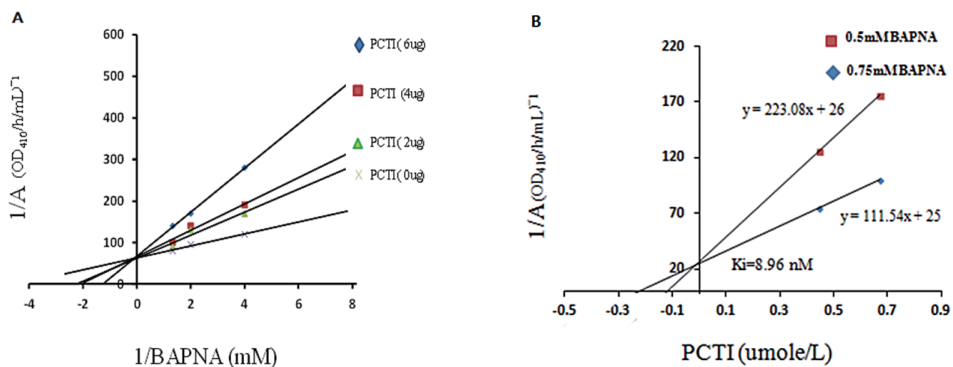 A
600
500
400
300
200
100
0
-4 -2 0 2 4 6 8
1/A (OD410/h/mL)⁻¹
1/BAPNA (mM)
PCTI( 6ug)
PCTI (4ug)
PCTI ( 2ug)
PCTI ( 0ug)
B
220
170
120
70
20
-0.5 -0.3 -0.1 0.1 0.3 0.5 0.7 0.9
1/A (OD410/h/mL)⁻¹
PCTI (umole/L)
0.5mMBAPNA
0.75mMBAPNA
y = 223.08x + 26
y = 111.54x + 25
Ki=8.96 nM